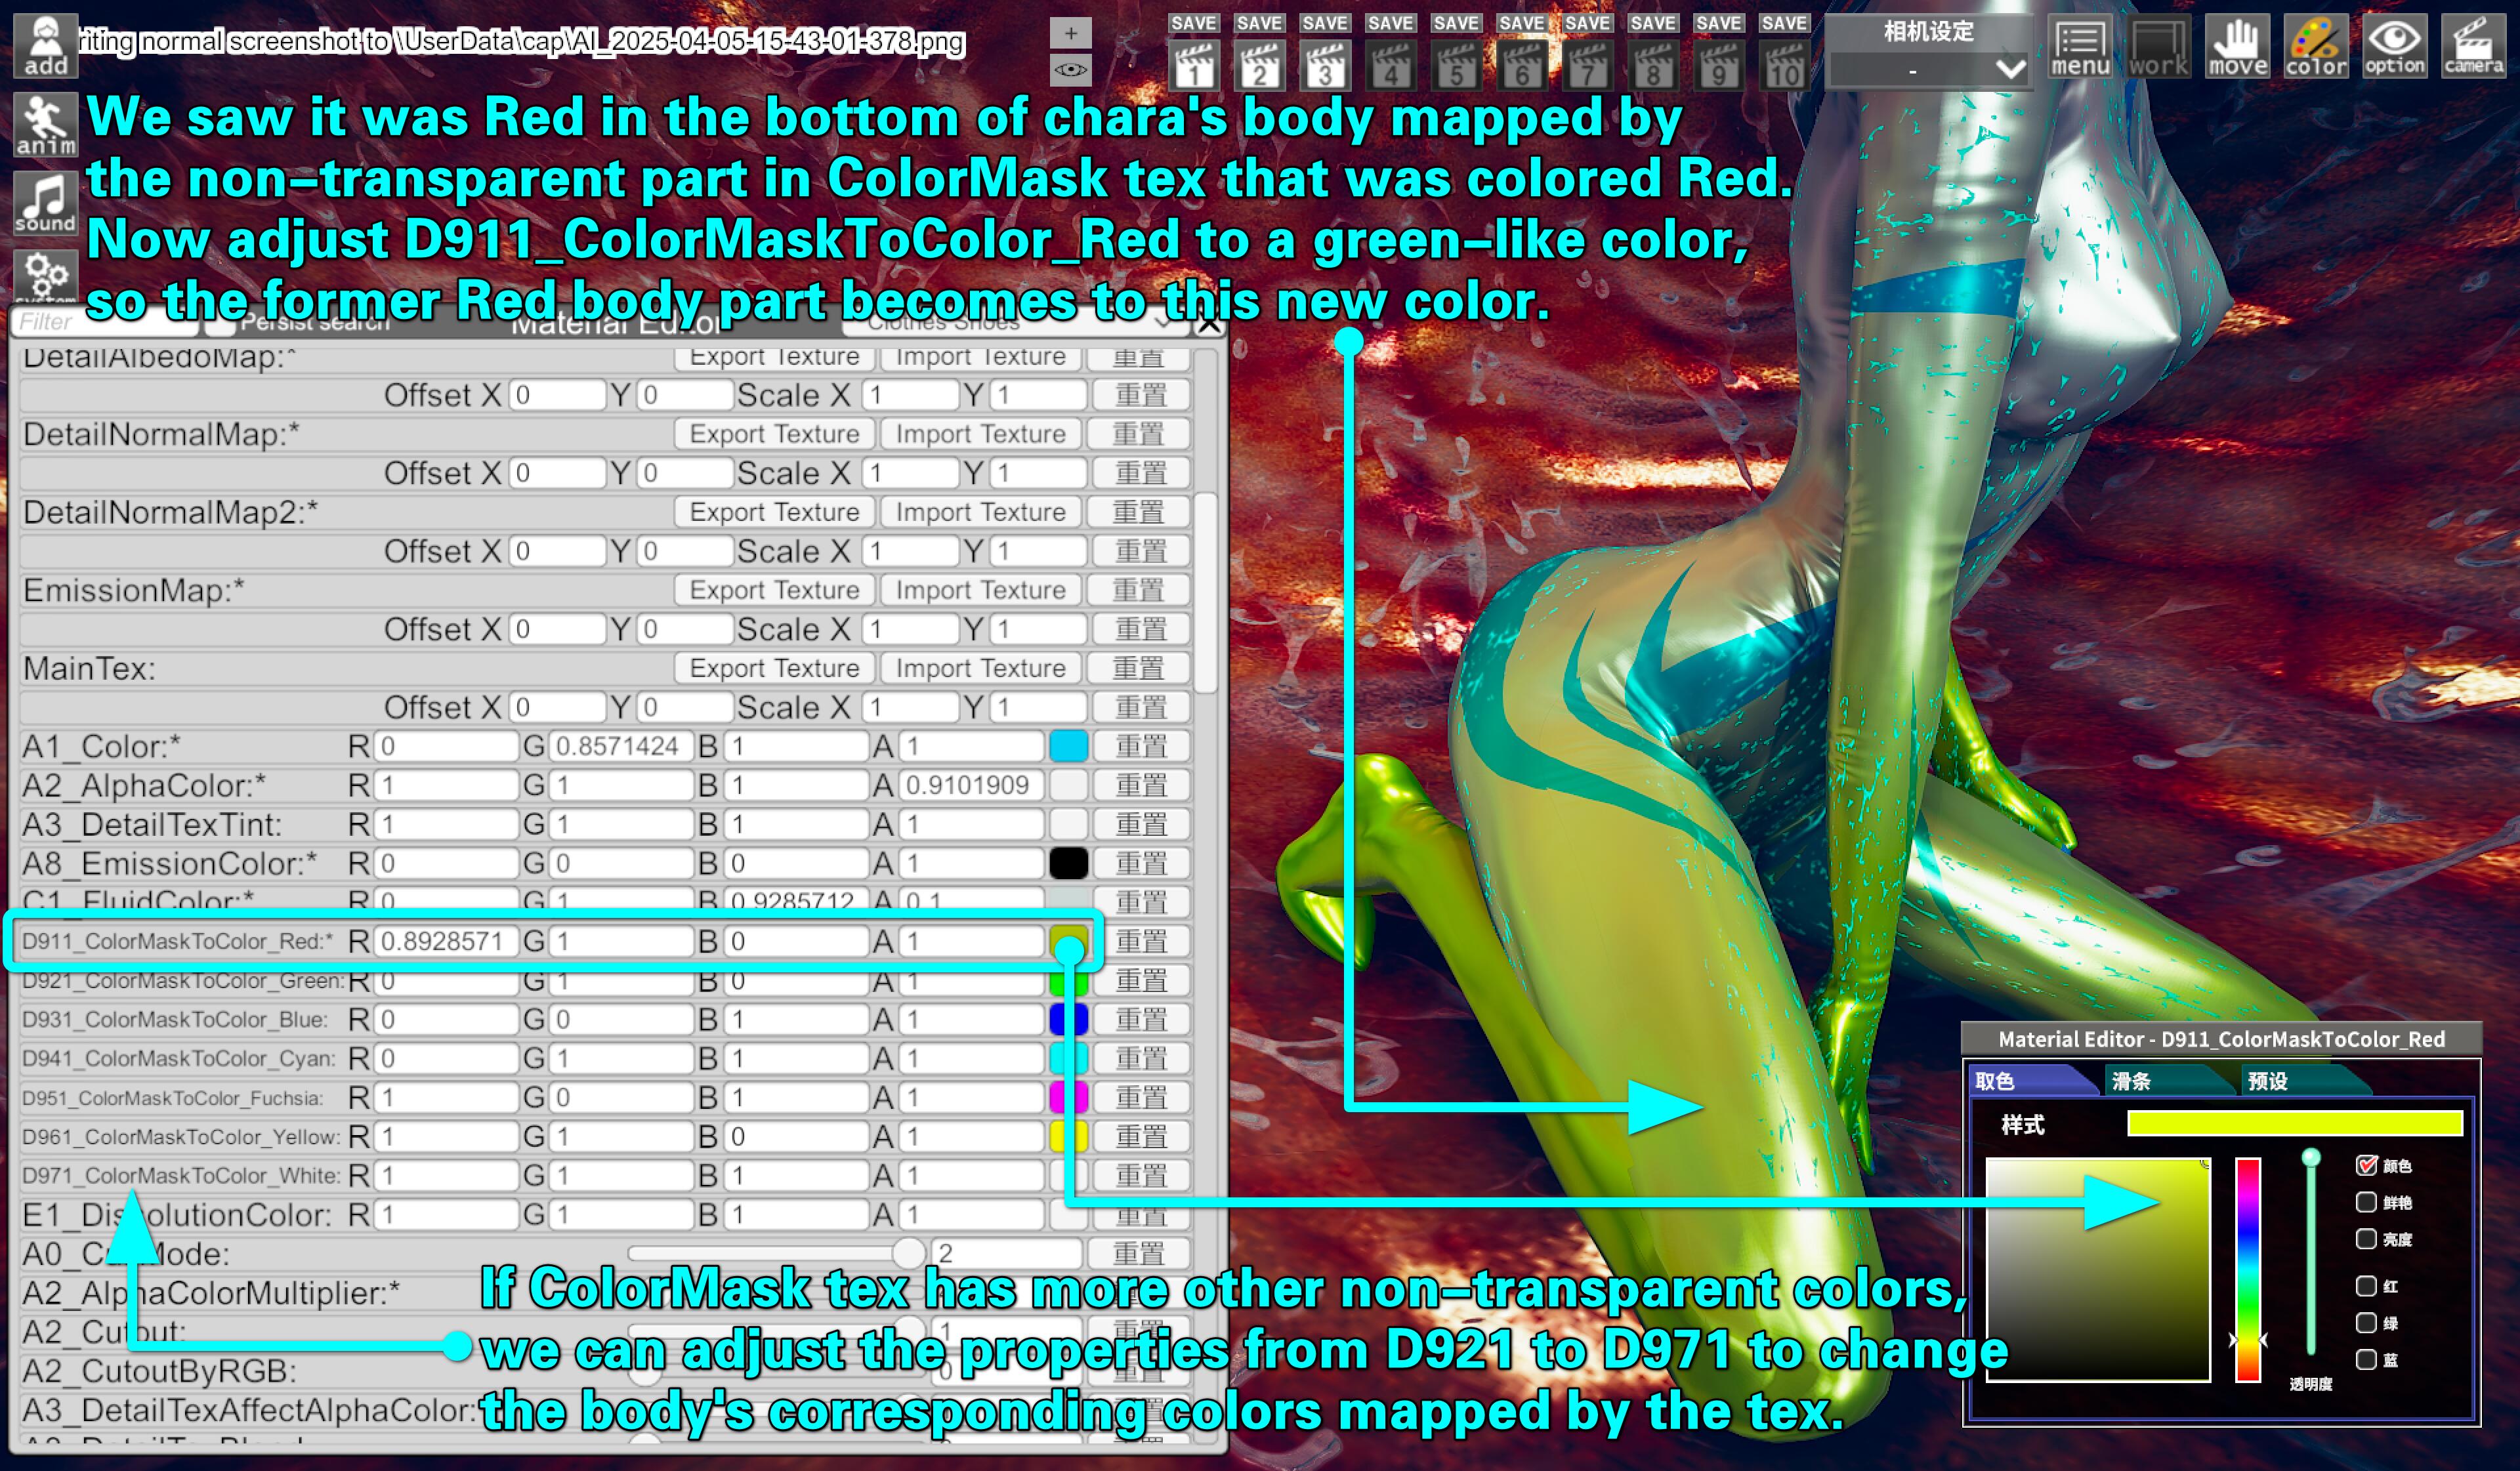 add
riting normal screenshot to \UserData\cap\AI_2025-04-05-15-43-01-378.png
+
SAVE SAVE SAVE SAVE SAVE SAVE SAVE SAVE SAVE SAVE
1 2 3 4 5 6 7 8 9 10
相机设定
-
menu work move color option camera
anim
sound
system
We saw it was Red in the bottom of chara's body mapped by
the non-transparent part in ColorMask tex that was colored Red.
Now adjust D911_ColorMaskToColor_Red to a green-like color,
so the former Red body part becomes to this new color.
Filter Persist search Material Editor Clothes Shoes X
DetailAlbedoMap:* Export Texture Import Texture 重置
Offset X 0 Y 0 Scale X 1 Y 1 重置
DetailNormalMap:* Export Texture Import Texture 重置
Offset X 0 Y 0 Scale X 1 Y 1 重置
DetailNormalMap2:* Export Texture Import Texture 重置
Offset X 0 Y 0 Scale X 1 Y 1 重置
EmissionMap:* Export Texture Import Texture 重置
Offset X 0 Y 0 Scale X 1 Y 1 重置
MainTex: Export Texture Import Texture 重置
Offset X 0 Y 0 Scale X 1 Y 1 重置
A1_Color:* R 0 G 0.8571424 B 1 A 1 重置
A2_AlphaColor:* R 1 G 1 B 1 A 0.9101909 重置
A3_DetailTexTint: R 1 G 1 B 1 A 1 重置
A8_EmissionColor:* R 0 G 0 B 0 A 1 重置
C1_FluidColor:* R 0 G 1 B 0.9285712 A 0.1 重置
D911_ColorMaskToColor_Red:* R 0.8928571 G 1 B 0 A 1 重置
D921_ColorMaskToColor_Green: R 0 G 1 B 0 A 1 重置
D931_ColorMaskToColor_Blue: R 0 G 0 B 1 A 1 重置
D941_ColorMaskToColor_Cyan: R 0 G 1 B 1 A 1 重置
D951_ColorMaskToColor_Fuchsia: R 1 G 0 B 1 A 1 重置
D961_ColorMaskToColor_Yellow: R 1 G 1 B 0 A 1 重置
D971_ColorMaskToColor_White: R 1 G 1 B 1 A 1 重置
E1_DissolutionColor: R 1 G 1 B 1 A 1 重置
A0_CullMode: 2 重置
A2_AlphaColorMultiplier:*
A2_Cutout: 1 重置
A2_CutoutByRGB: 0 重置
A3_DetailTexAffectAlphaColor:
If ColorMask tex has more other non-transparent colors,
we can adjust the properties from D921 to D971 to change
the body's corresponding colors mapped by the tex.
Material Editor - D911_ColorMaskToColor_Red
取色 滑条 预设
样式
颜色
鲜艳
亮度
红
绿
蓝
透明度